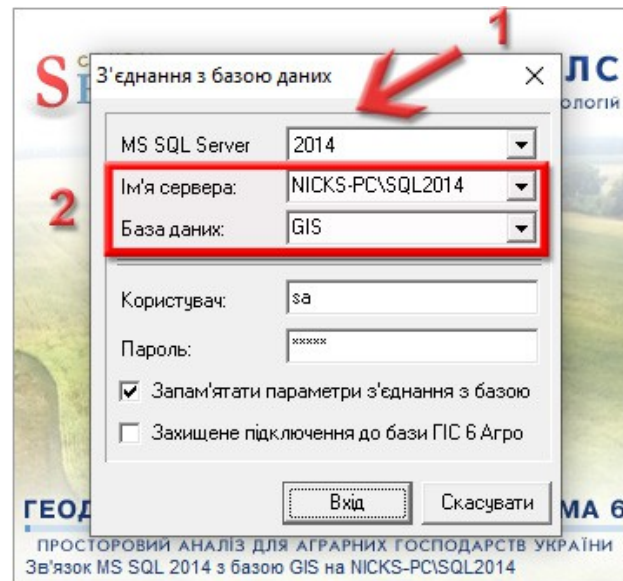 1
З'єднання з базою даних
MS SQL Server 2014
2
Ім'я сервера: NICKS-PC\SQL2014
База даних: GIS
Користувач: sa
Пароль: *****
Запам'ятати параметри з'єднання з базою
Захищене підключення до бази ГІС 6 Агро
Вхід Скасувати
ПРОСТОРОВИЙ АНАЛІЗ ДЛЯ АГРАРНИХ ГОСПОДАРСТВ УКРАЇНИ
Зв'язок MS SQL 2014 з базою GIS на NICKS-PC\SQL2014